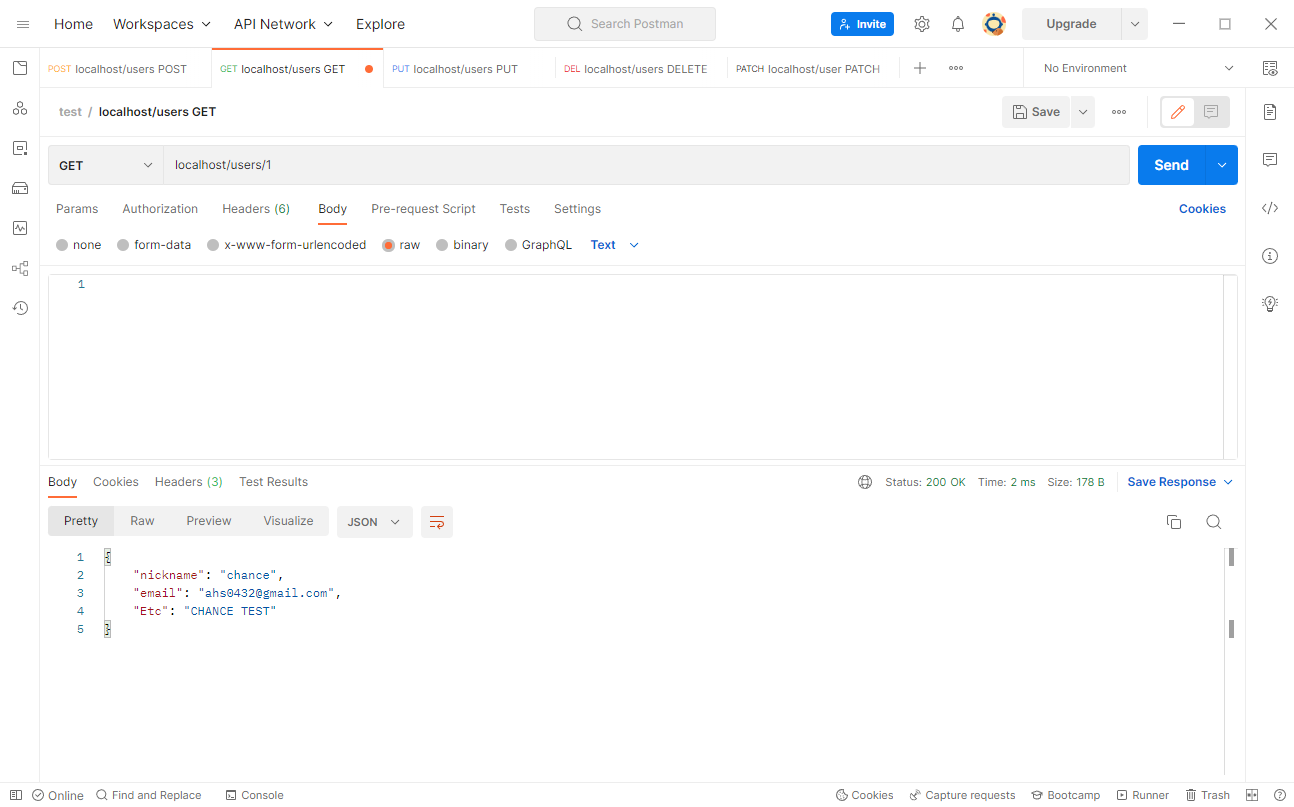 Home Workspaces API Network Explore Search Postman Invite Upgrade
POST localhost/users POST GET localhost/users GET PUT localhost/users PUT DEL localhost/users DELETE PATCH localhost/user PATCH No Environment
test / localhost/users GET Save
GET localhost/users/1 Send
Params Authorization Headers (6) Body Pre-request Script Tests Settings Cookies
none form-data x-www-form-urlencoded raw binary GraphQL Text
1
Body Cookies Headers (3) Test Results Status: 200 OK Time: 2 ms Size: 178 B Save Response
Pretty Raw Preview Visualize JSON
1 {
2 "nickname": "chance",
3 "email": "ahs0432@gmail.com",
4 "Etc": "CHANCE TEST"
5 }
Online Find and Replace Console Cookies Capture requests Bootcamp Runner Trash